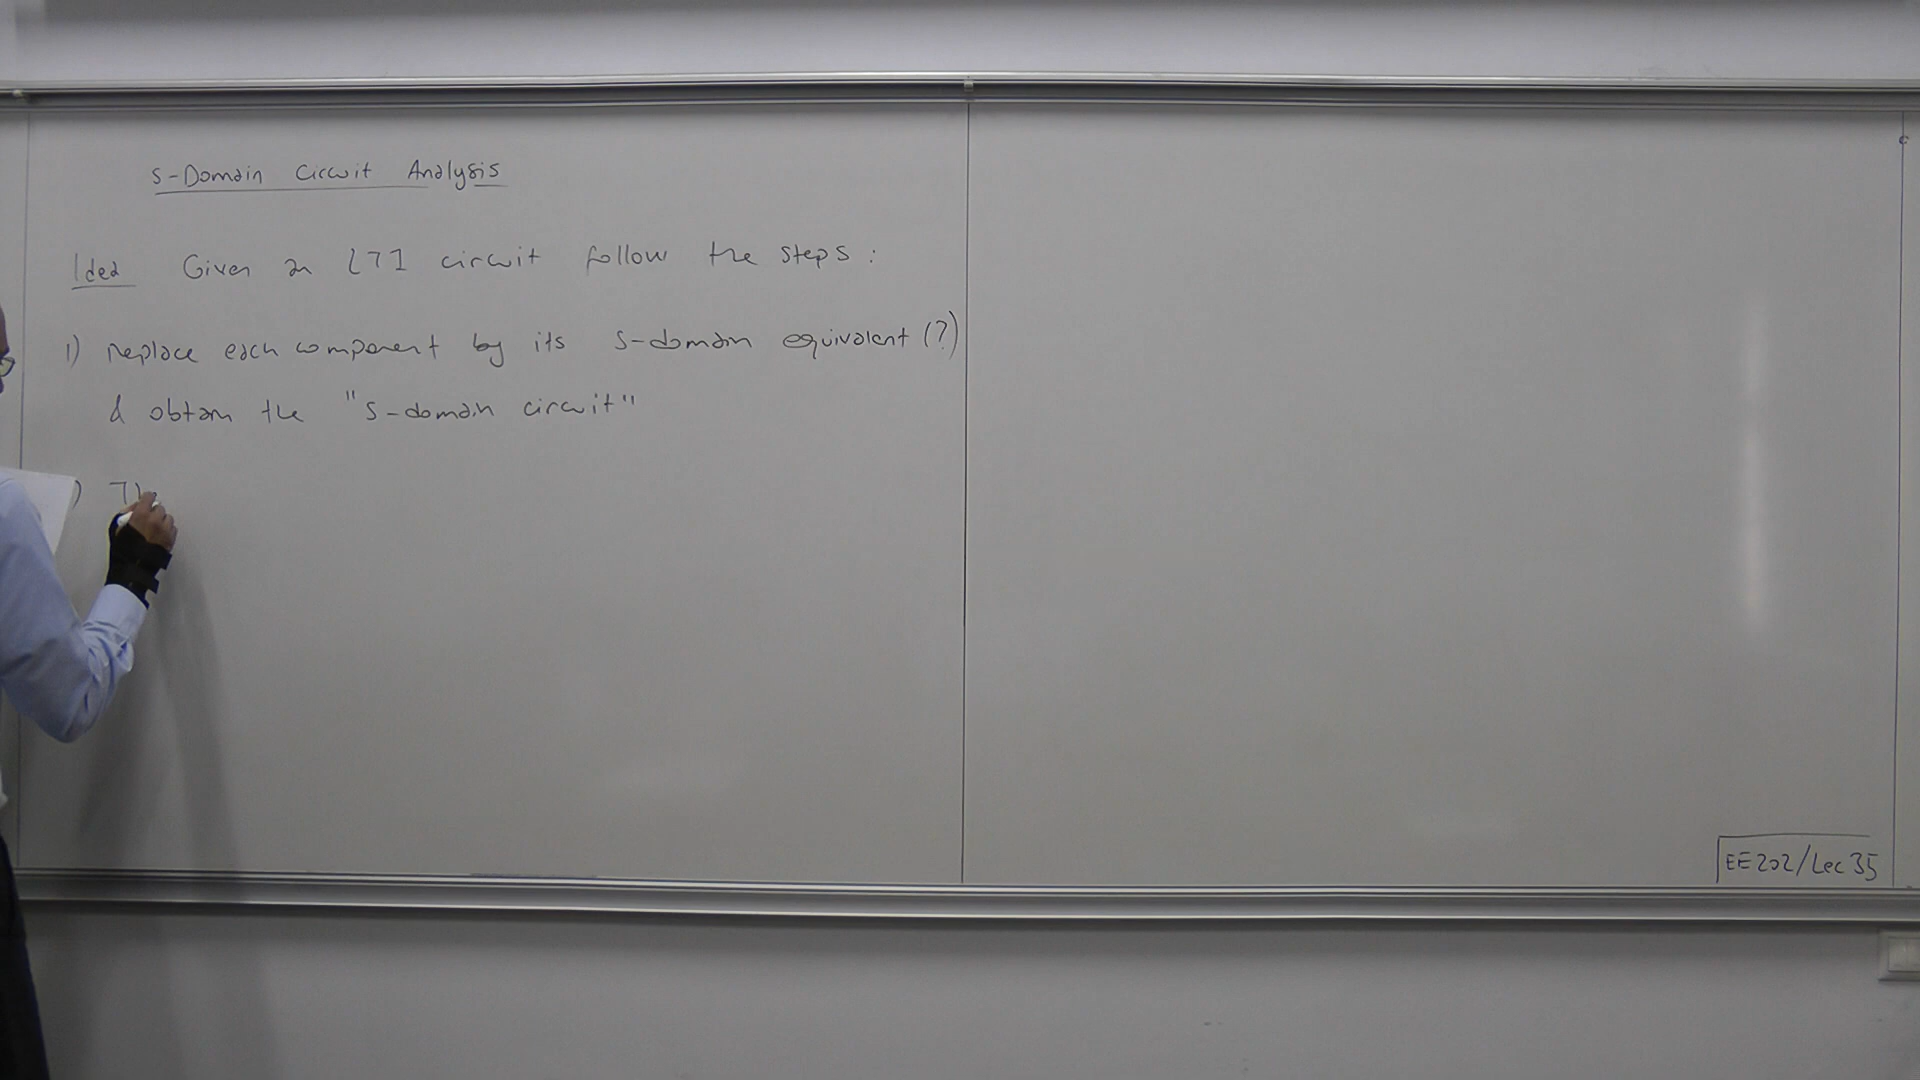 s-Domain Circuit Analysis
Idea Given an LTI circuit follow the steps :
1) replace each component by its s-domain equivalent (?)
& obtain the "s-domain circuit"
) Th
EE202/Lec 35